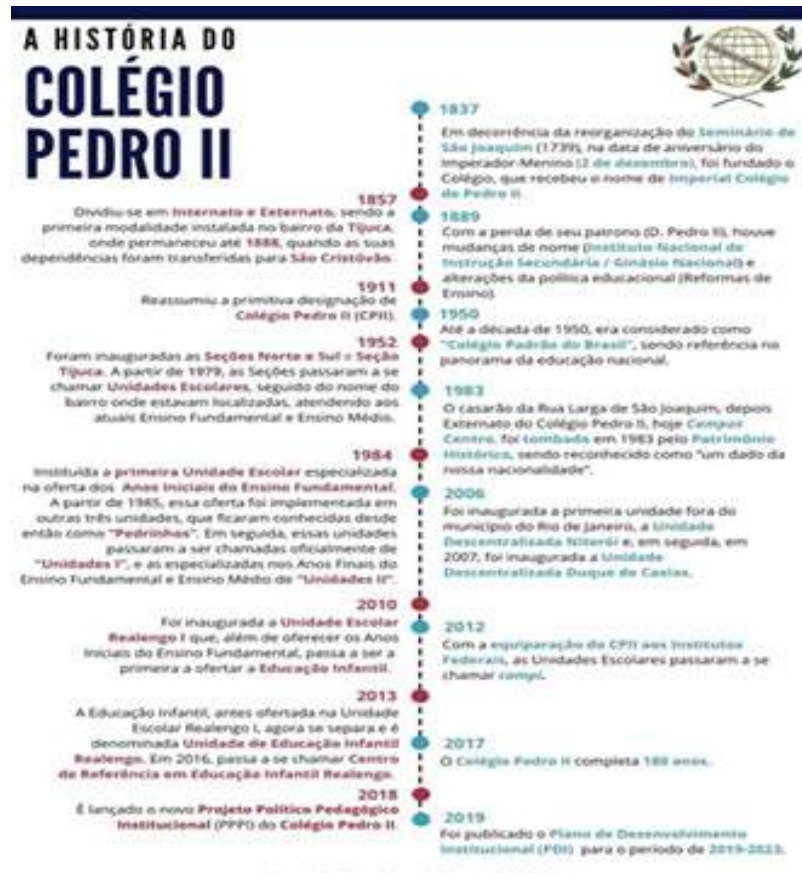 A HISTÓRIA DO
COLÉGIO
PEDRO II
1837
Em decorrência da reorganização do Seminário de
São Joaquim (1739), na data de aniversário do
Imperador-Menino (2 de dezembro), foi fundado o
Colégio, que recebeu o nome de Imperial Collegio
de Pedro II.
1857
Dividiu-se em Internato e Externato, sendo a
primeira modalidade instalada no bairro da Tijuca,
onde permaneceu até 1888, quando as suas
dependências foram transferidas para São Cristóvão.
1889
Com a perda de seu patrono (D. Pedro II), houve
mudanças de nome (Instituto Nacional de
Instrução Secundária / Ginásio Nacional) e
alterações da política educacional (Reformas de
Ensino).
1911
Reassumiu a primitiva designação de
Colégio Pedro II (CPII).
1950
Até a década de 1950, era considerado como
"Colégio Padrão do Brasil", sendo referência no
panorama da educação nacional.
1952
Foram inauguradas as Seções Norte e Sul e Seção
Tijuca. A partir de 1979, as Seções passaram a se
chamar Unidades Escolares, seguido do nome do
bairro onde estavam localizadas, atendendo aos
atuais Ensino Fundamental e Ensino Médio.
1983
O casarão da Rua Larga de São Joaquim, depois
Externato do Colégio Pedro II, hoje Campus
Centro, foi tombado em 1983 pelo Patrimônio
Histórico, sendo reconhecido como "um dado da
nossa nacionalidade".
1984
Instituída a primeira Unidade Escolar especializada
na oferta dos Anos Iniciais do Ensino Fundamental.
A partir de 1985, essa oferta foi implementada em
outras três unidades, que ficaram conhecidas desde
então como "Pedrinhos". Em seguida, essas unidades
passaram a ser chamadas oficialmente de
"Unidades I", e as especializadas nos Anos Finais do
Ensino Fundamental e Ensino Médio de "Unidades II".
2006
Foi inaugurada a primeira unidade fora do
município do Rio de Janeiro, a Unidade
Descentralizada Niterói e, em seguida, em
2007, foi inaugurada a Unidade
Descentralizada Duque de Caxias.
2010
Foi inaugurada a Unidade Escolar
Realengo I que, além de oferecer os Anos
Iniciais do Ensino Fundamental, passa a ser a
primeira a ofertar a Educação Infantil.
2012
Com a equiparação do CPII aos Institutos
Federais, as Unidades Escolares passaram a se
chamar campi.
2013
A Educação Infantil, antes ofertada na Unidade
Escolar Realengo I, agora se separa e é
denominada Unidade de Educação Infantil
Realengo. Em 2016, passa a se chamar Centro
de Referência em Educação Infantil Realengo.
2017
O Colégio Pedro II completa 180 anos.
2018
É lançado o novo Projeto Político Pedagógico
Institucional (PPPI) do Colégio Pedro II.
2019
Foi publicado o Plano de Desenvolvimento
Institucional (PDI) para o período de 2019-2023.